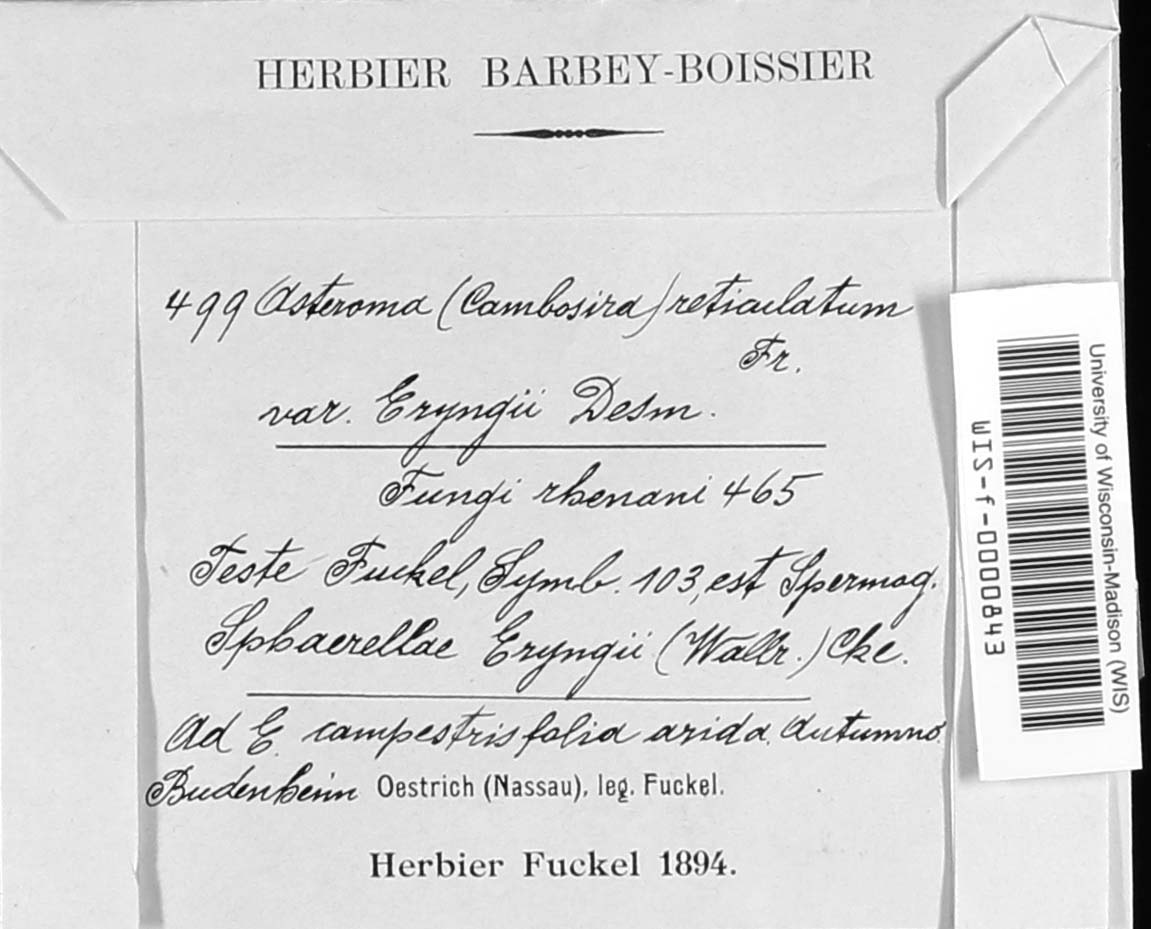 HERBIER BARBEY-BOISSIER
499 Asteroma (Cambosira) reticulatum
Fr.
var. Eryngii Desm.
Fungi rhenani 465
Teste Fuckel, Symb. 103, est Spermog.
Sphaerellae Eryngii (Wallr.) Cke.
Ad E. campestris folia arida. Autumno.
Budenheim Oestrich (Nassau), leg. Fuckel.
Herbier Fuckel 1894.
University of Wisconsin-Madison (WIS)
WIS-f-0000843